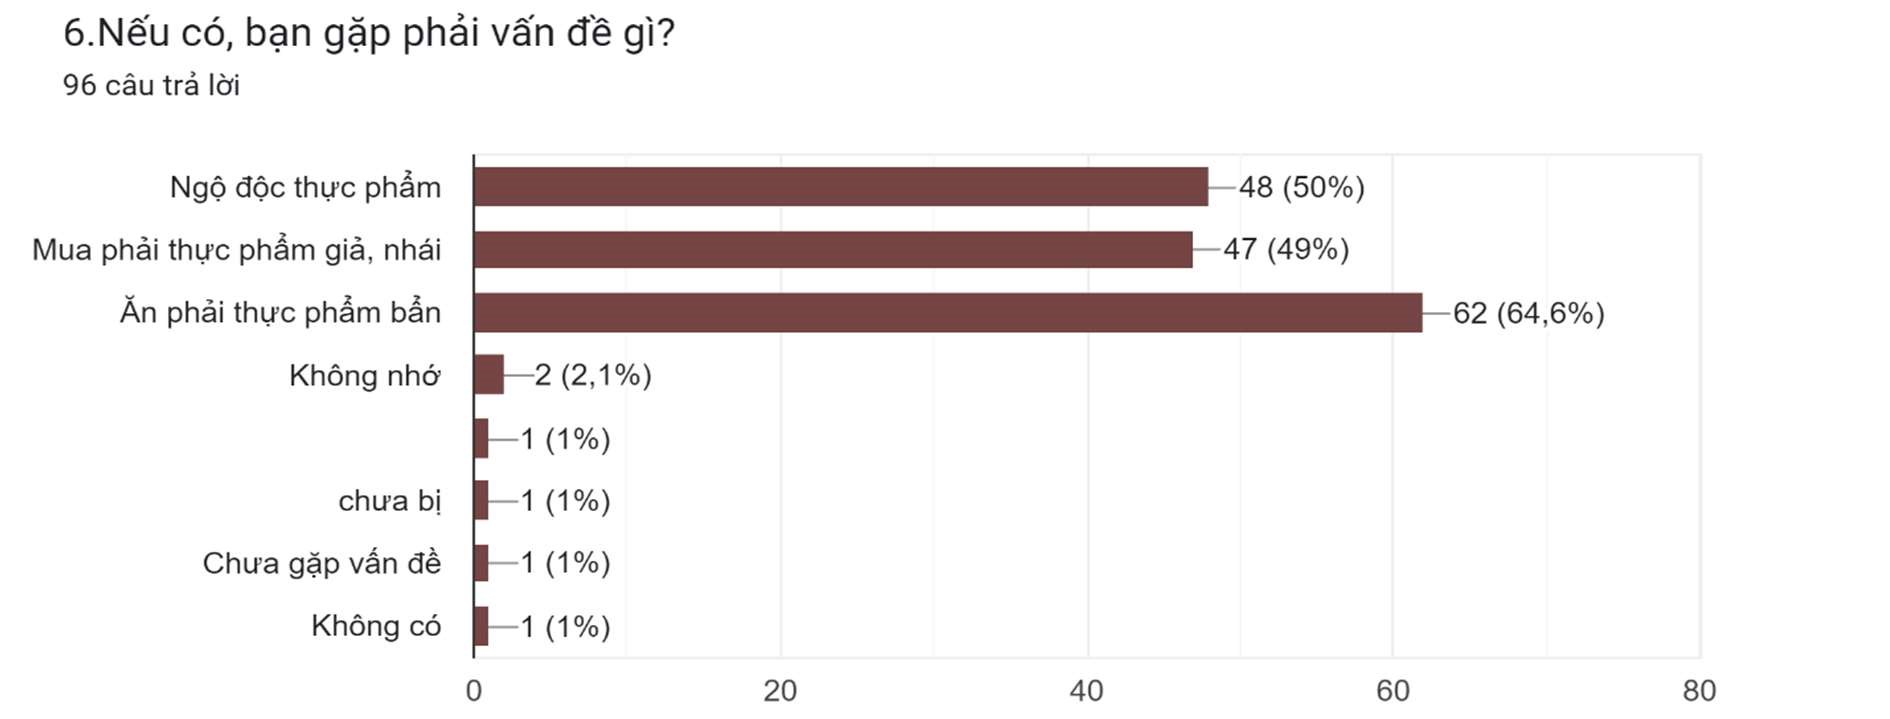 6.Nếu có, bạn gặp phải vấn đề gì?
96 câu trả lời
Ngộ độc thực phẩm 48 (50%)
Mua phải thực phẩm giả, nhái 47 (49%)
Ăn phải thực phẩm bẩn 62 (64,6%)
Không nhớ 2 (2,1%)
1 (1%)
chưa bị 1 (1%)
Chưa gặp vấn đề 1 (1%)
Không có 1 (1%)
0 20 40 60 80